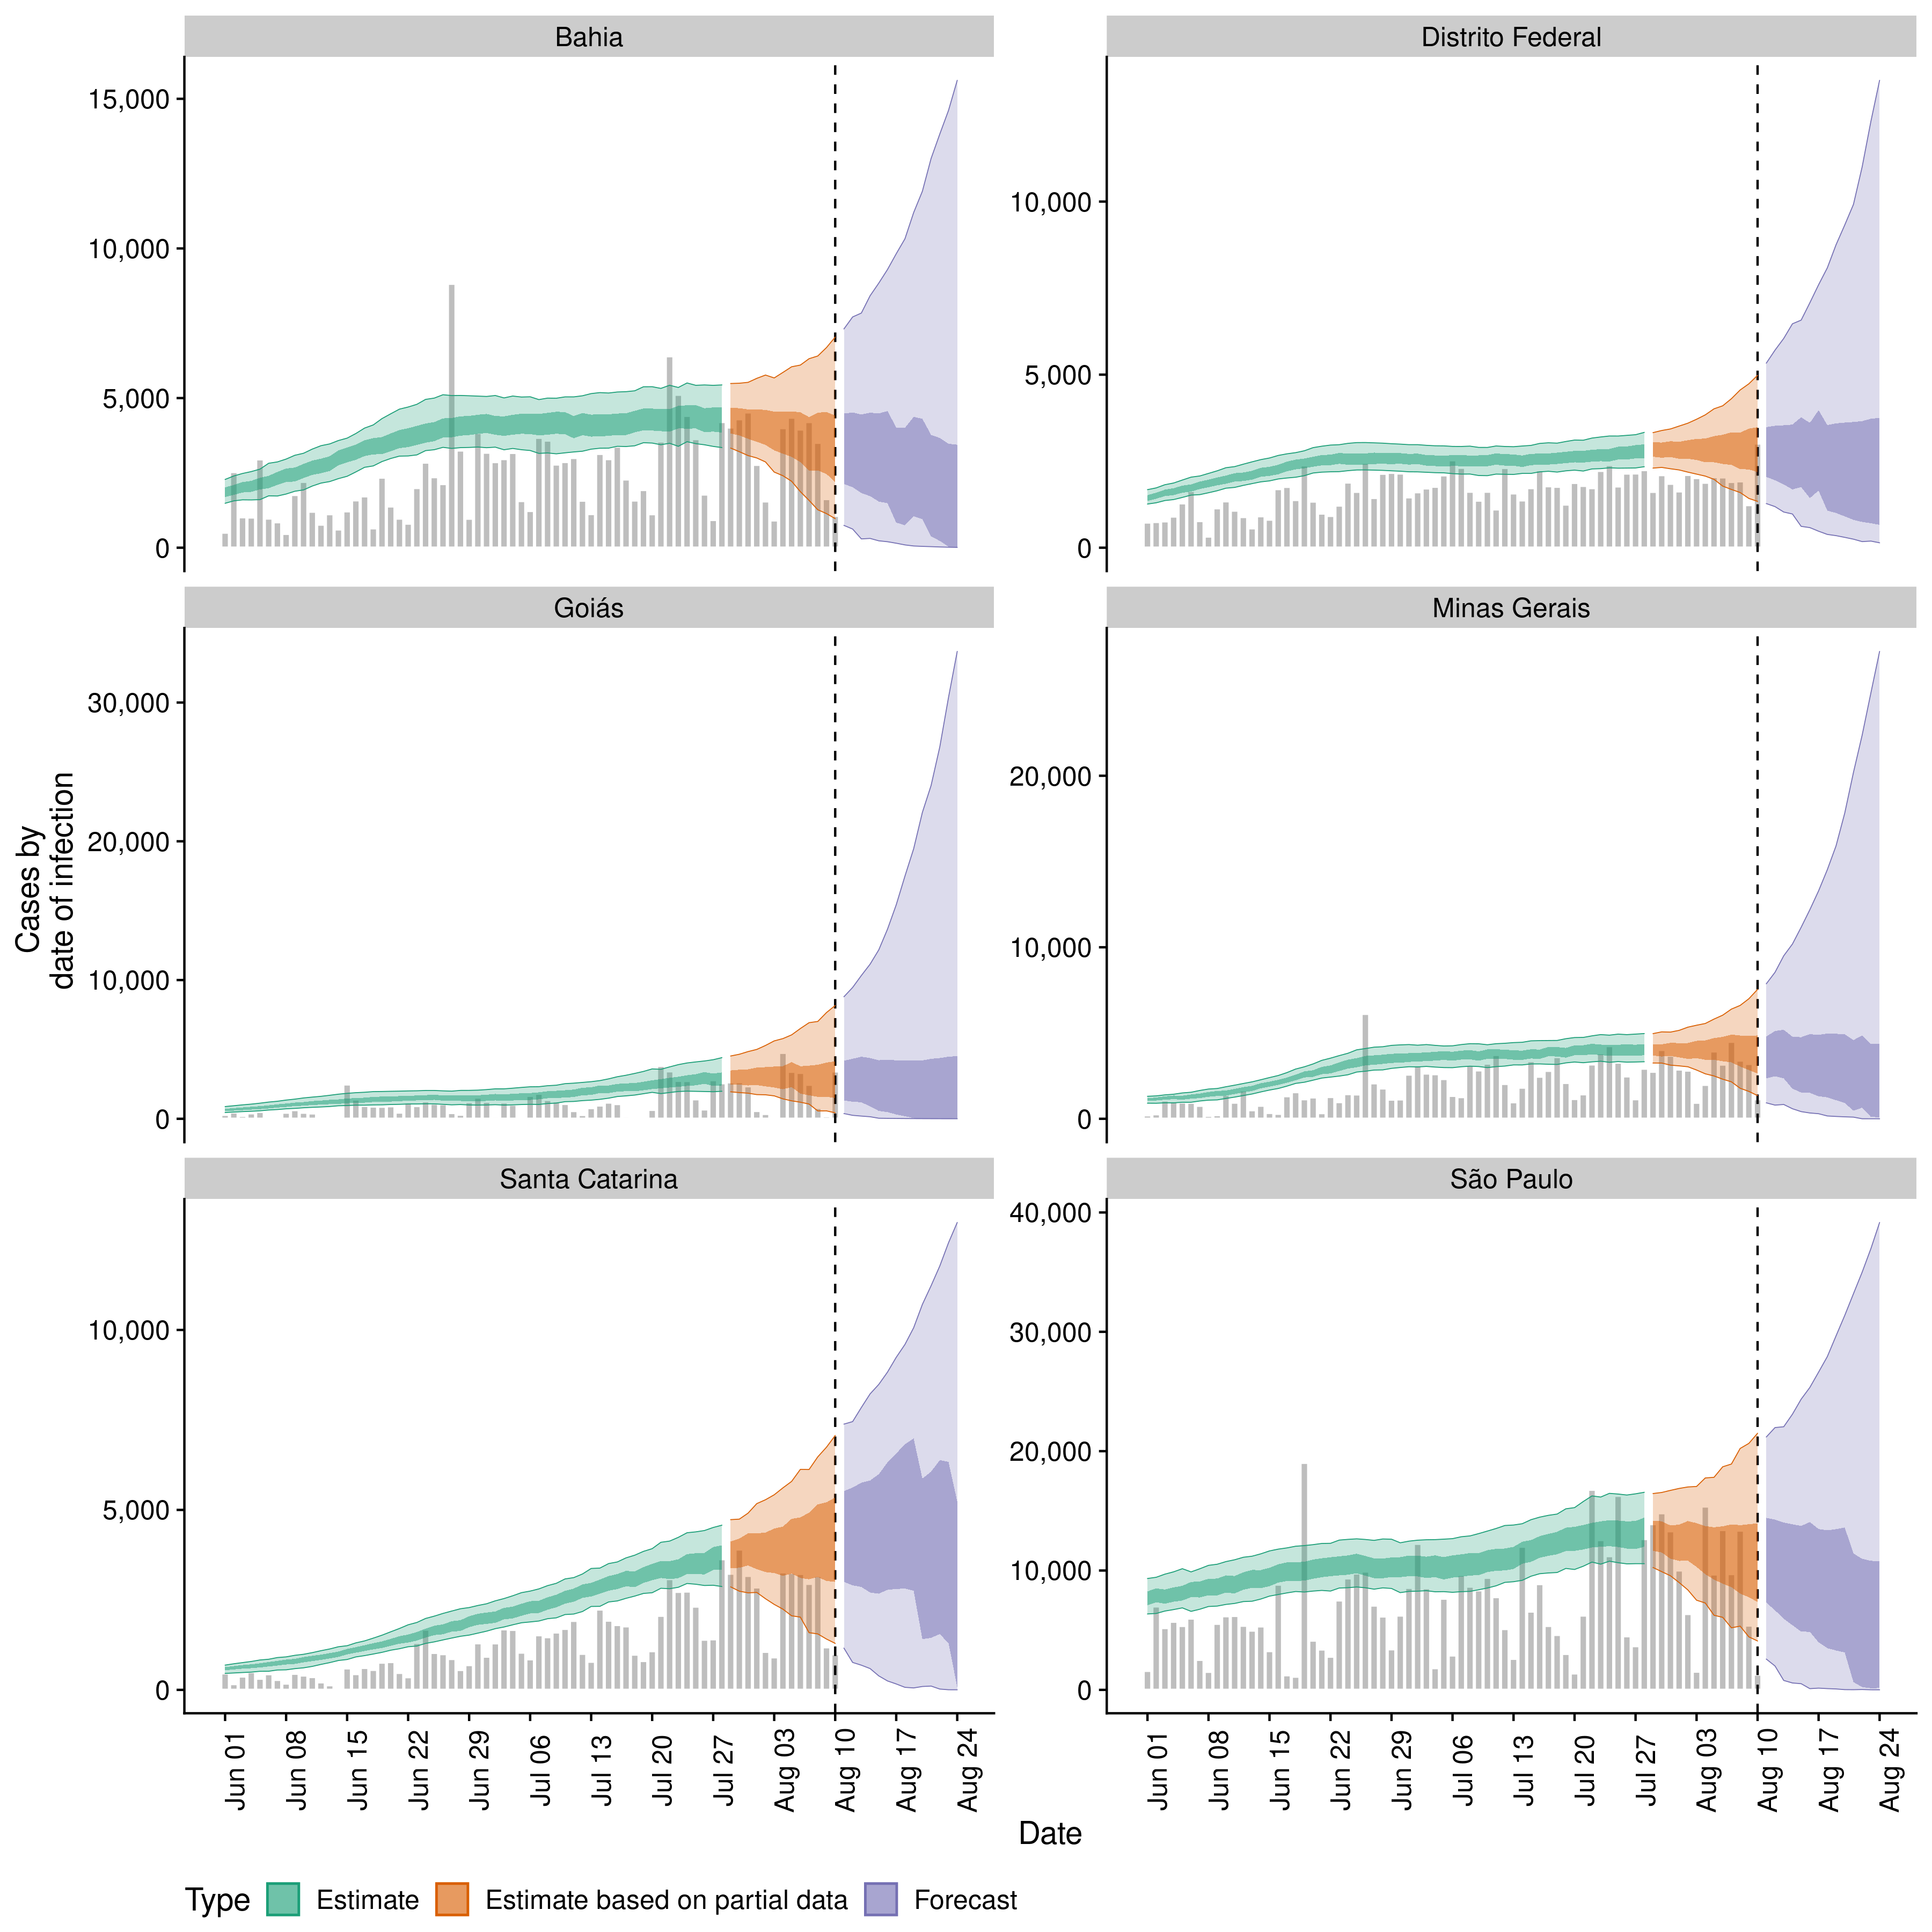 Bahia
Distrito Federal
15,000
10,000
5,000
0
10,000
5,000
0
Goiás
Minas Gerais
30,000
20,000
10,000
0
20,000
10,000
0
Cases by
date of infection
Santa Catarina
São Paulo
10,000
5,000
0
40,000
30,000
20,000
10,000
0
Jun 01
Jun 08
Jun 15
Jun 22
Jun 29
Jul 06
Jul 13
Jul 20
Jul 27
Aug 03
Aug 10
Aug 17
Aug 24
Jun 01
Jun 08
Jun 15
Jun 22
Jun 29
Jul 06
Jul 13
Jul 20
Jul 27
Aug 03
Aug 10
Aug 17
Aug 24
Date
Type Estimate Estimate based on partial data Forecast